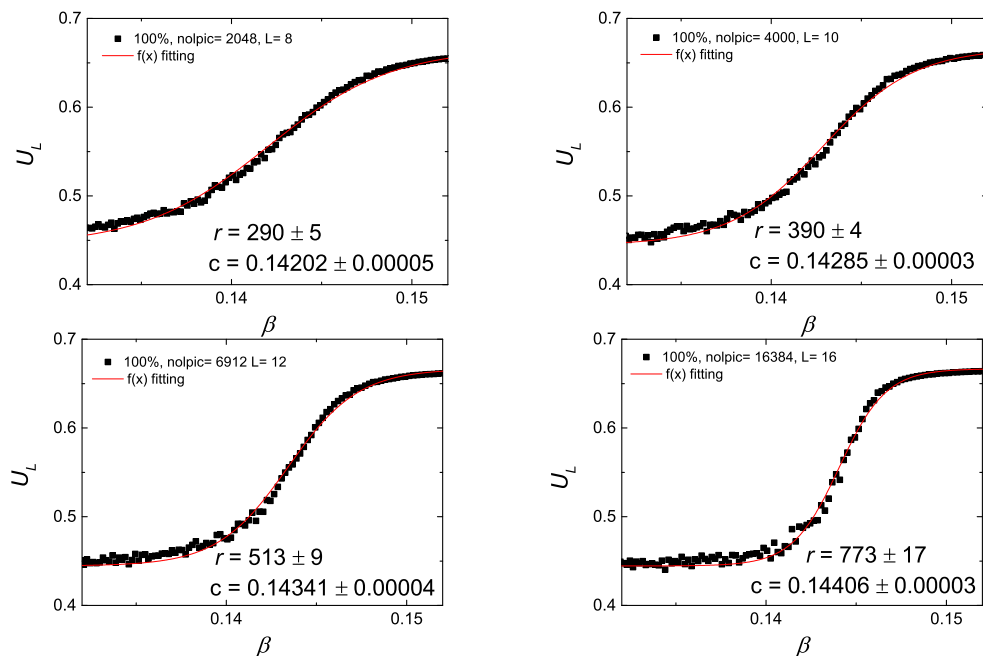 0.7
100%, nolpic= 2048, L= 8
f(x) fitting
0.6
U_L
0.5
r = 290 ± 5
c = 0.14202 ± 0.00005
0.4
0.14
0.15
β
0.7
100%, nolpic= 4000, L= 10
f(x) fitting
0.6
U_L
0.5
r = 390 ± 4
c = 0.14285 ± 0.00003
0.4
0.14
0.15
β
0.7
100%, nolpic= 6912 L= 12
f(x) fitting
0.6
U_L
0.5
r = 513 ± 9
c = 0.14341 ± 0.00004
0.4
0.14
0.15
β
0.7
100%, nolpic= 16384, L= 16
f(x) fitting
0.6
U_L
0.5
r = 773 ± 17
c = 0.14406 ± 0.00003
0.4
0.14
0.15
β